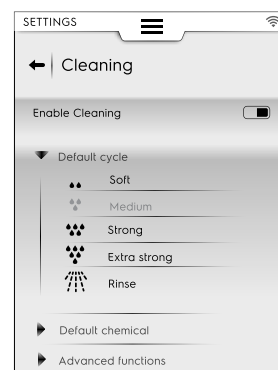 SETTINGS
Cleaning
Enable Cleaning
Default cycle
Soft
Medium
Strong
Extra strong
Rinse
Default chemical
Advanced functions